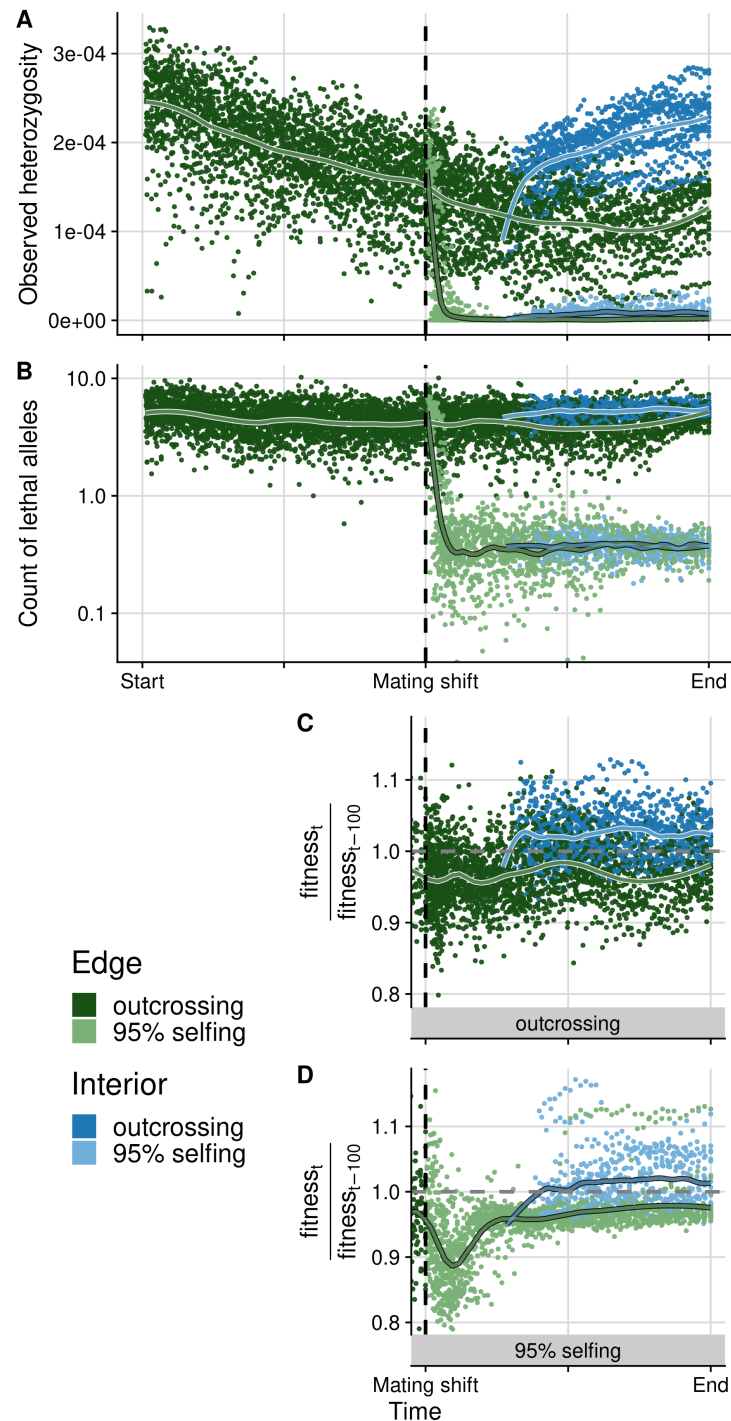 A
Observed heterozygosity
3e-04
2e-04
1e-04
0e+00
B
Count of lethal alleles
10.0
1.0
0.1
Start
Mating shift
End
C
fitness_t
fitness_{t−100}
1.1
1.0
0.9
0.8
outcrossing
Edge
outcrossing
95% selfing
Interior
outcrossing
95% selfing
D
fitness_t
fitness_{t−100}
1.1
1.0
0.9
0.8
95% selfing
Mating shift
End
Time